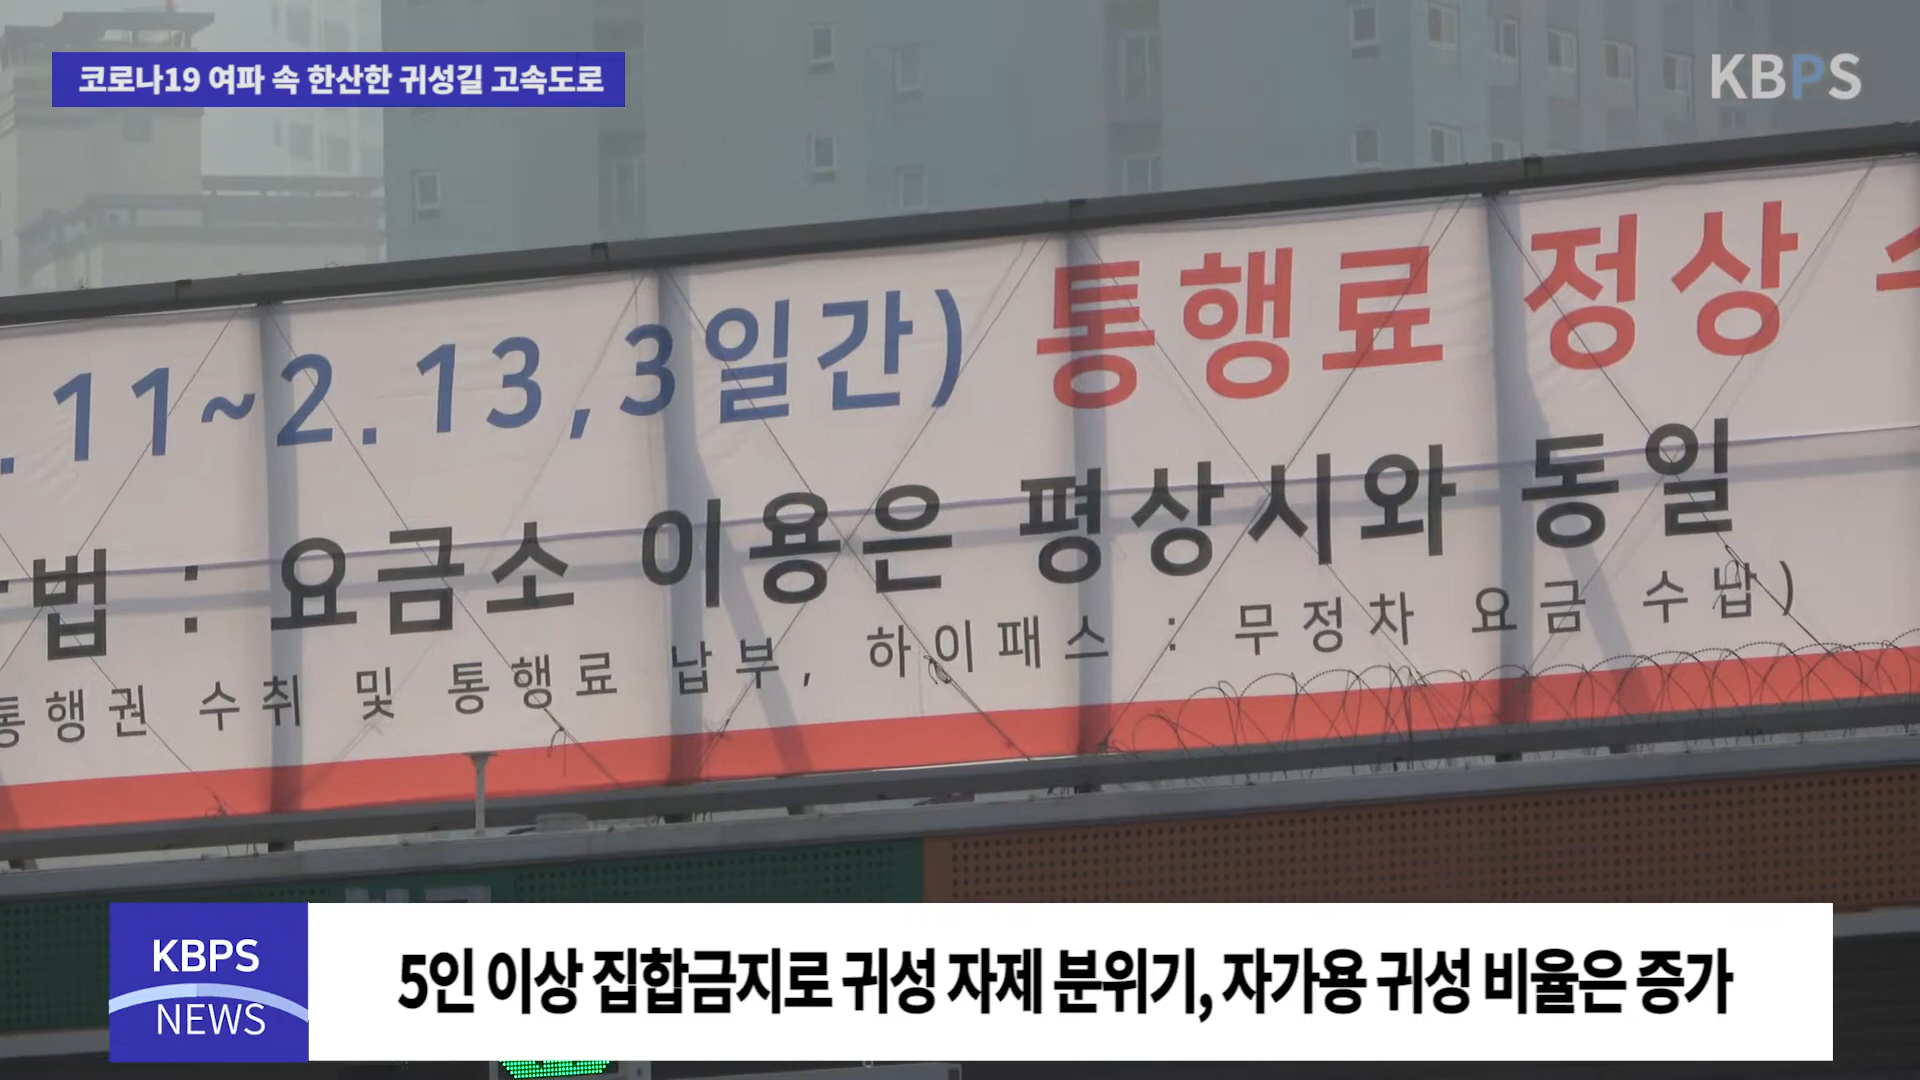 코로나19 여파 속 한산한 귀성길 고속도로
KBPS
.11~2.13,3일간) 통행료 정상
법 : 요금소 이용은 평상시와 동일
통행권 수취 및 통행료 납부, 하이패스 : 무정차 요금 수납)
KBPS
NEWS
5인 이상 집합금지로 귀성 자제 분위기, 자가용 귀성 비율은 증가